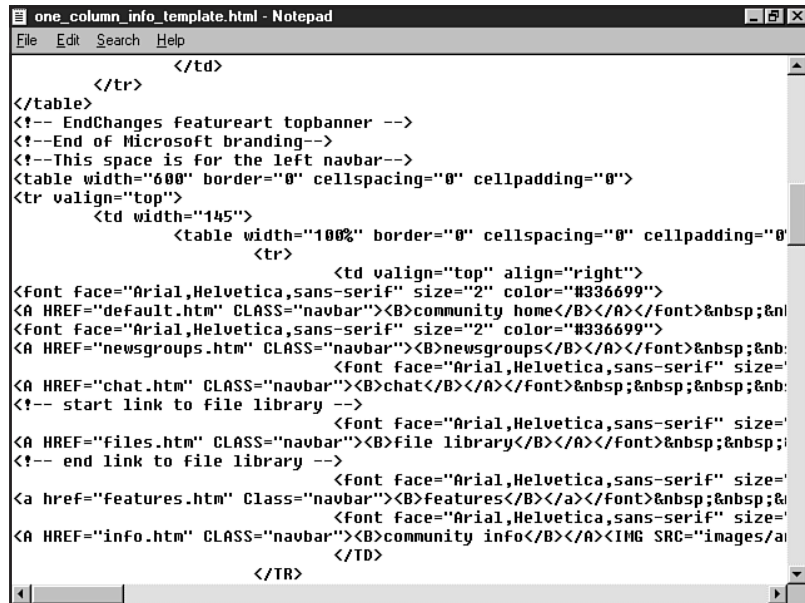 one_column_info_template.html - Notepad
File Edit Search Help
</td>
</tr>
</table>
<!-- EndChanges featureart topbanner -->
<!--End of Microsoft branding-->
<!--This space is for the left navbar-->
<table width="600" border="0" cellspacing="0" cellpadding="0">
<tr valign="top">
<td width="145">
<table width="100%" border="0" cellspacing="0" cellpadding="0"
<tr>
<td valign="top" align="right">
<font face="Arial,Helvetica,sans-serif" size="2" color="#336699">
<A HREF="default.htm" CLASS="navbar"><B>community home</B></A></font>&nbsp;&nb
<font face="Arial,Helvetica,sans-serif" size="2" color="#336699">
<A HREF="newsgroups.htm" CLASS="navbar"><B>newsgroups</B></A></font>&nbsp;&nb
<font face="Arial,Helvetica,sans-serif" size="
<A HREF="chat.htm" CLASS="navbar"><B>chat</B></A></font>&nbsp;&nbsp;&nbsp;&nb
<!-- start link to file library -->
<font face="Arial,Helvetica,sans-serif" size="
<A HREF="files.htm" CLASS="navbar"><B>file library</B></A></font>&nbsp;&nbsp;
<!-- end link to file library -->
<font face="Arial,Helvetica,sans-serif" size="
<a href="features.htm" Class="navbar"><B>features</B></a></font>&nbsp;&nbsp;&
<font face="Arial,Helvetica,sans-serif" size="
<A HREF="info.htm" CLASS="navbar"><B>community info</B></A><IMG SRC="images/a
</TD>
</TR>